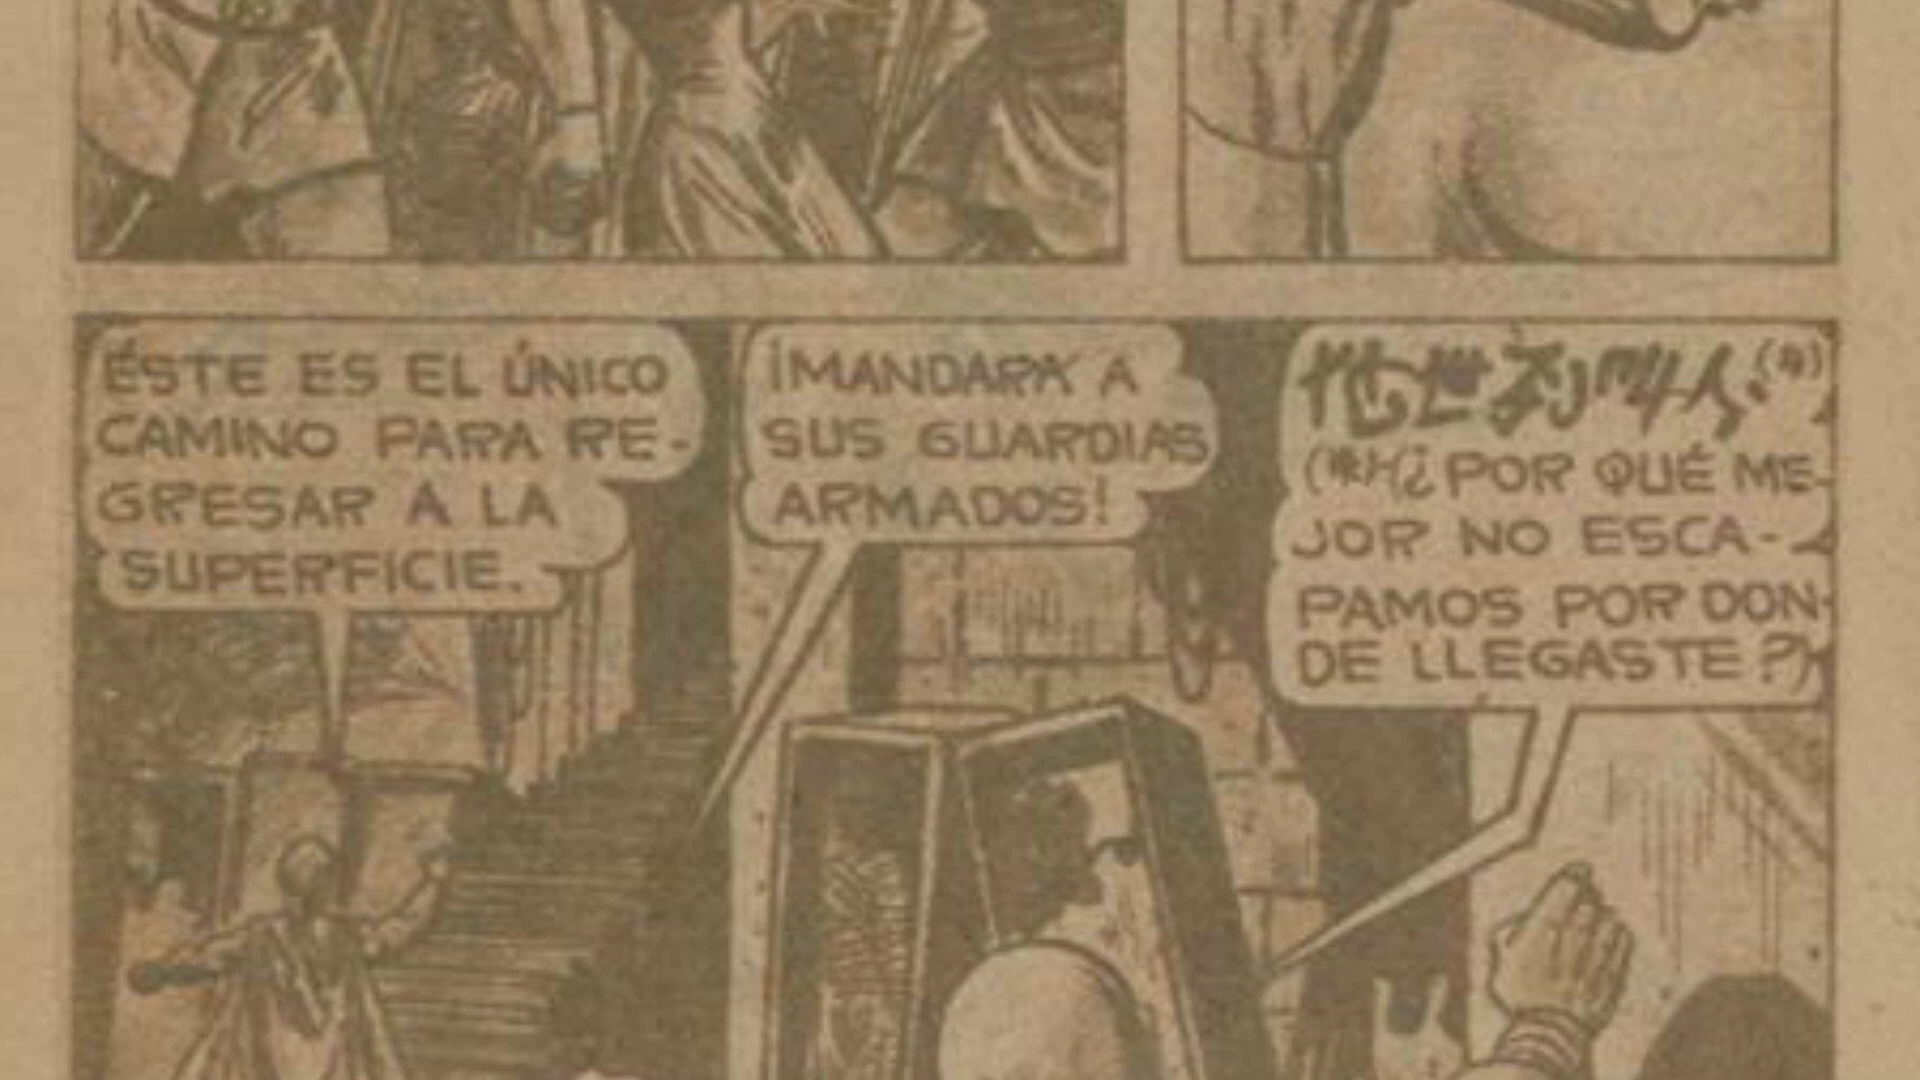 ÉSTE ES EL ÚNICO
CAMINO PARA RE-
GRESAR A LA
SUPERFICIE.
¡MANDARA A
SUS GUARDIAS
ARMADOS!
¿POR QUÉ ME-
JOR NO ESCA-
PAMOS POR DON-
DE LLEGASTE?)